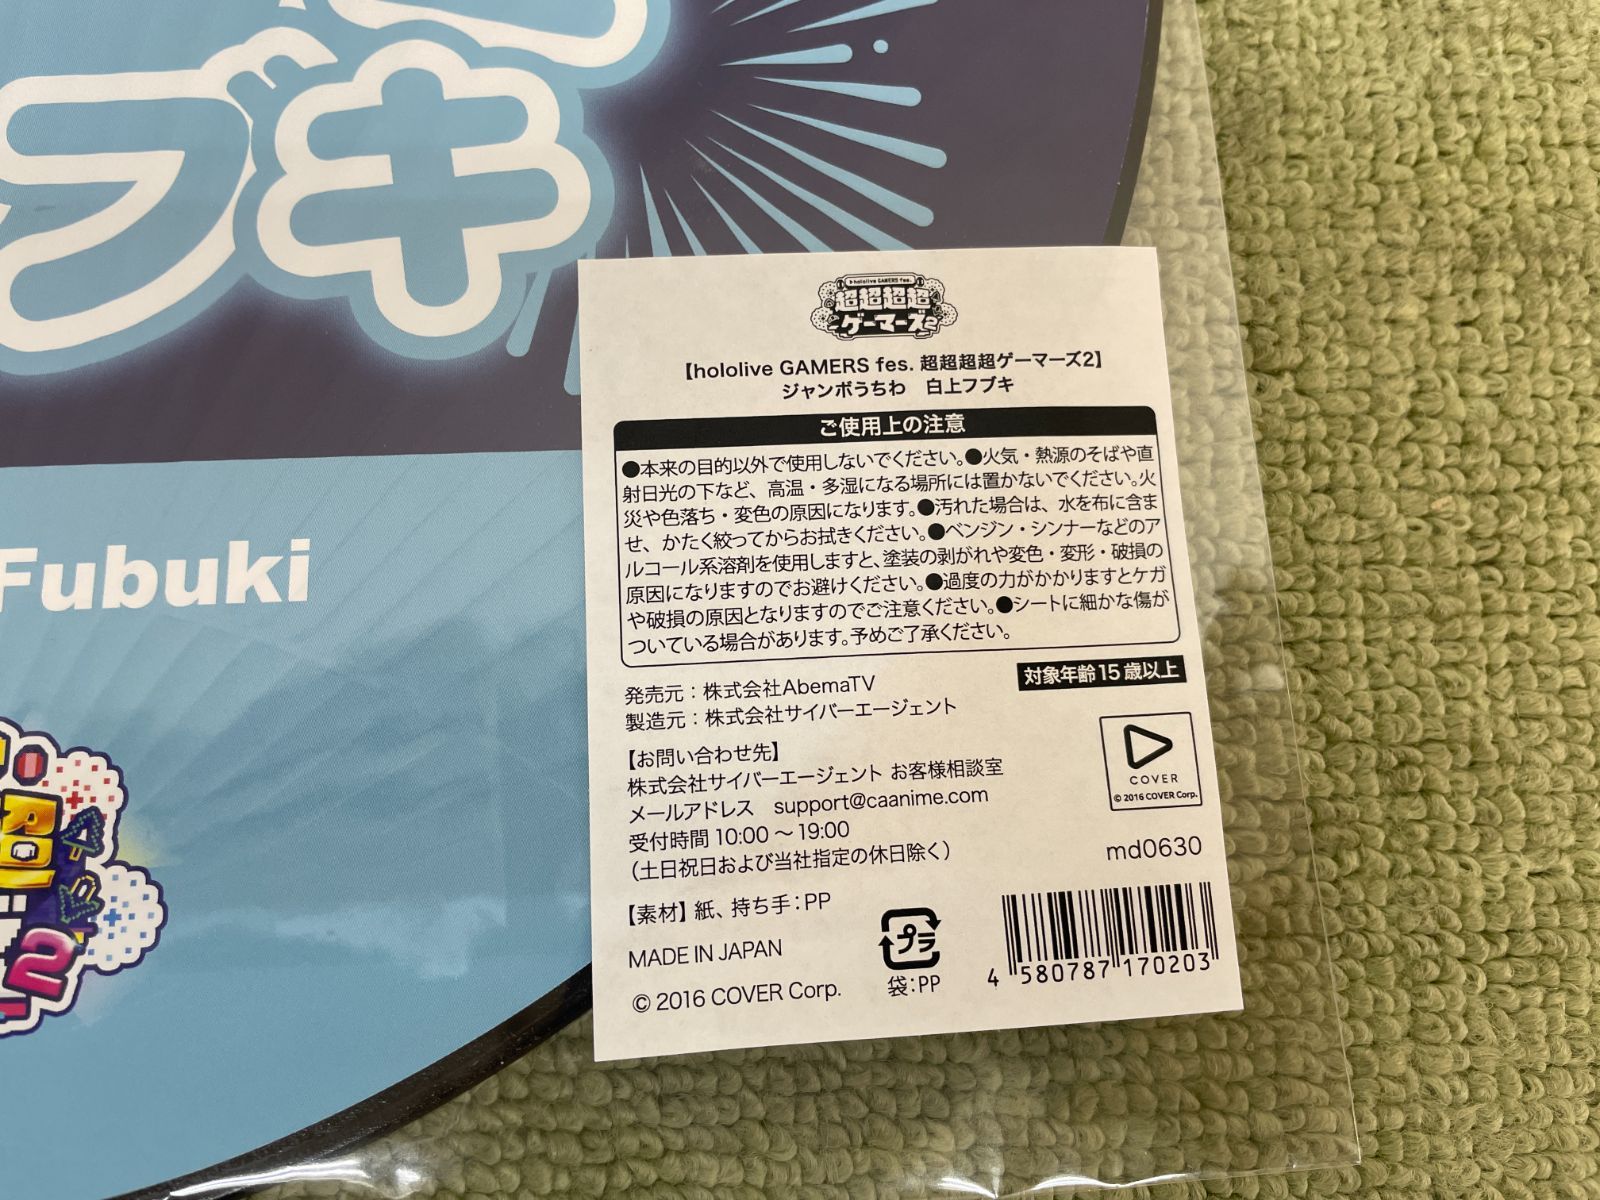 ブキ
Fubuki
超
2
hololive GAMERS fes.
超超超超
ゲーマーズ2
【hololive GAMERS fes. 超超超超ゲーマーズ2】
ジャンボうちわ　白上フブキ
ご使用上の注意
●本来の目的以外で使用しないでください。●火気・熱源のそばや直
射日光の下など、高温・多湿になる場所には置かないでください。火
災や色落ち・変色の原因になります。●汚れた場合は、水を布に含ま
せ、かたく絞ってからお拭きください。●ベンジン・シンナーなどのア
ルコール系溶剤を使用しますと、塗装の剥がれや変色・変形・破損の
原因になりますのでお避けください。●過度の力がかかりますとケガ
や破損の原因となりますのでご注意ください。●シートに細かな傷が
ついている場合があります。予めご了承ください。
対象年齢15歳以上
発売元：株式会社AbemaTV
製造元：株式会社サイバーエージェント
【お問い合わせ先】
株式会社サイバーエージェント お客様相談室
メールアドレス　support@caanime.com
受付時間 10:00～19:00
（土日祝日および当社指定の休日除く）
COVER
© 2016 COVER Corp.
md0630
【素材】紙、持ち手：PP
MADE IN JAPAN
© 2016 COVER Corp.
プラ
袋：PP
4 580787 170203